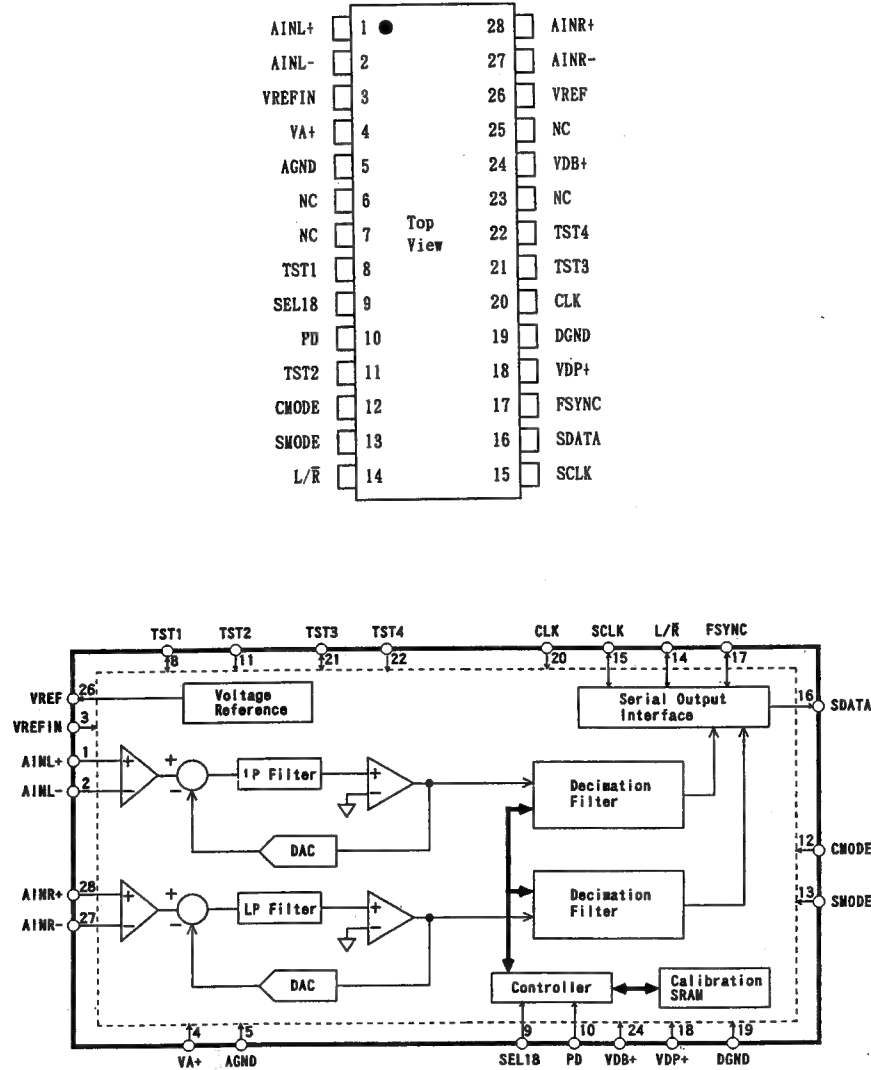 AINL+ 1 28 AINR+
AINL- 2 27 AINR-
VREFIN 3 26 VREF
VA+ 4 25 NC
AGND 5 24 VDB+
NC 6 23 NC
NC 7 22 TST4
TST1 8 21 TST3
SEL18 9 20 CLK
PD 10 19 DGND
TST2 11 18 VDP+
CMODE 12 17 FSYNC
SMODE 13 16 SDATA
L/R̅ 14 15 SCLK
Top
View
TST1 TST2 TST3 TST4 CLK SCLK L/R̅ FSYNC
8 11 21 22 20 15 14 17
VREF 26
Voltage
Reference
Serial Output
Interface
16 SDATA
VREFIN 3
AINL+ 1
AINL- 2
+ − + −
LP Filter
+ −
Decimation
Filter
DAC
12 CMODE
13 SMODE
AINR+ 28
AINR- 27
+ − + −
LP Filter
+ −
Decimation
Filter
DAC
Controller
Calibration
SRAM
4 5 9 10 24 18 19
VA+ AGND SEL18 PD VDB+ VDP+ DGND